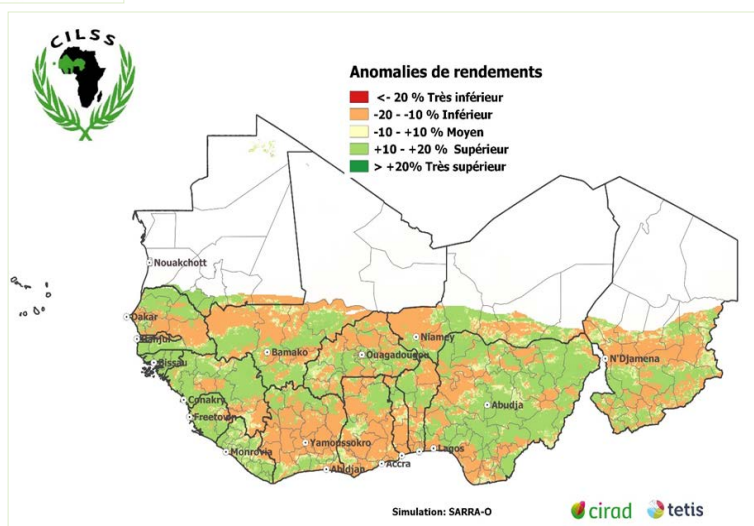 CILSS
Anomalies de rendements
<- 20 % Très inférieur
-20 - -10 % Inférieur
-10 - +10 % Moyen
+10 - +20 % Supérieur
> +20% Très supérieur
Nouakchott
Dakar
Banjul
Bissau
Bamako
Niamey
Ouagadougou
N'Djamena
Conakry
Freetown
Abudja
Monrovia
Yamoussokro
Lagos
Abidjan
Accra
Simulation: SARRA-O
cirad
tetis